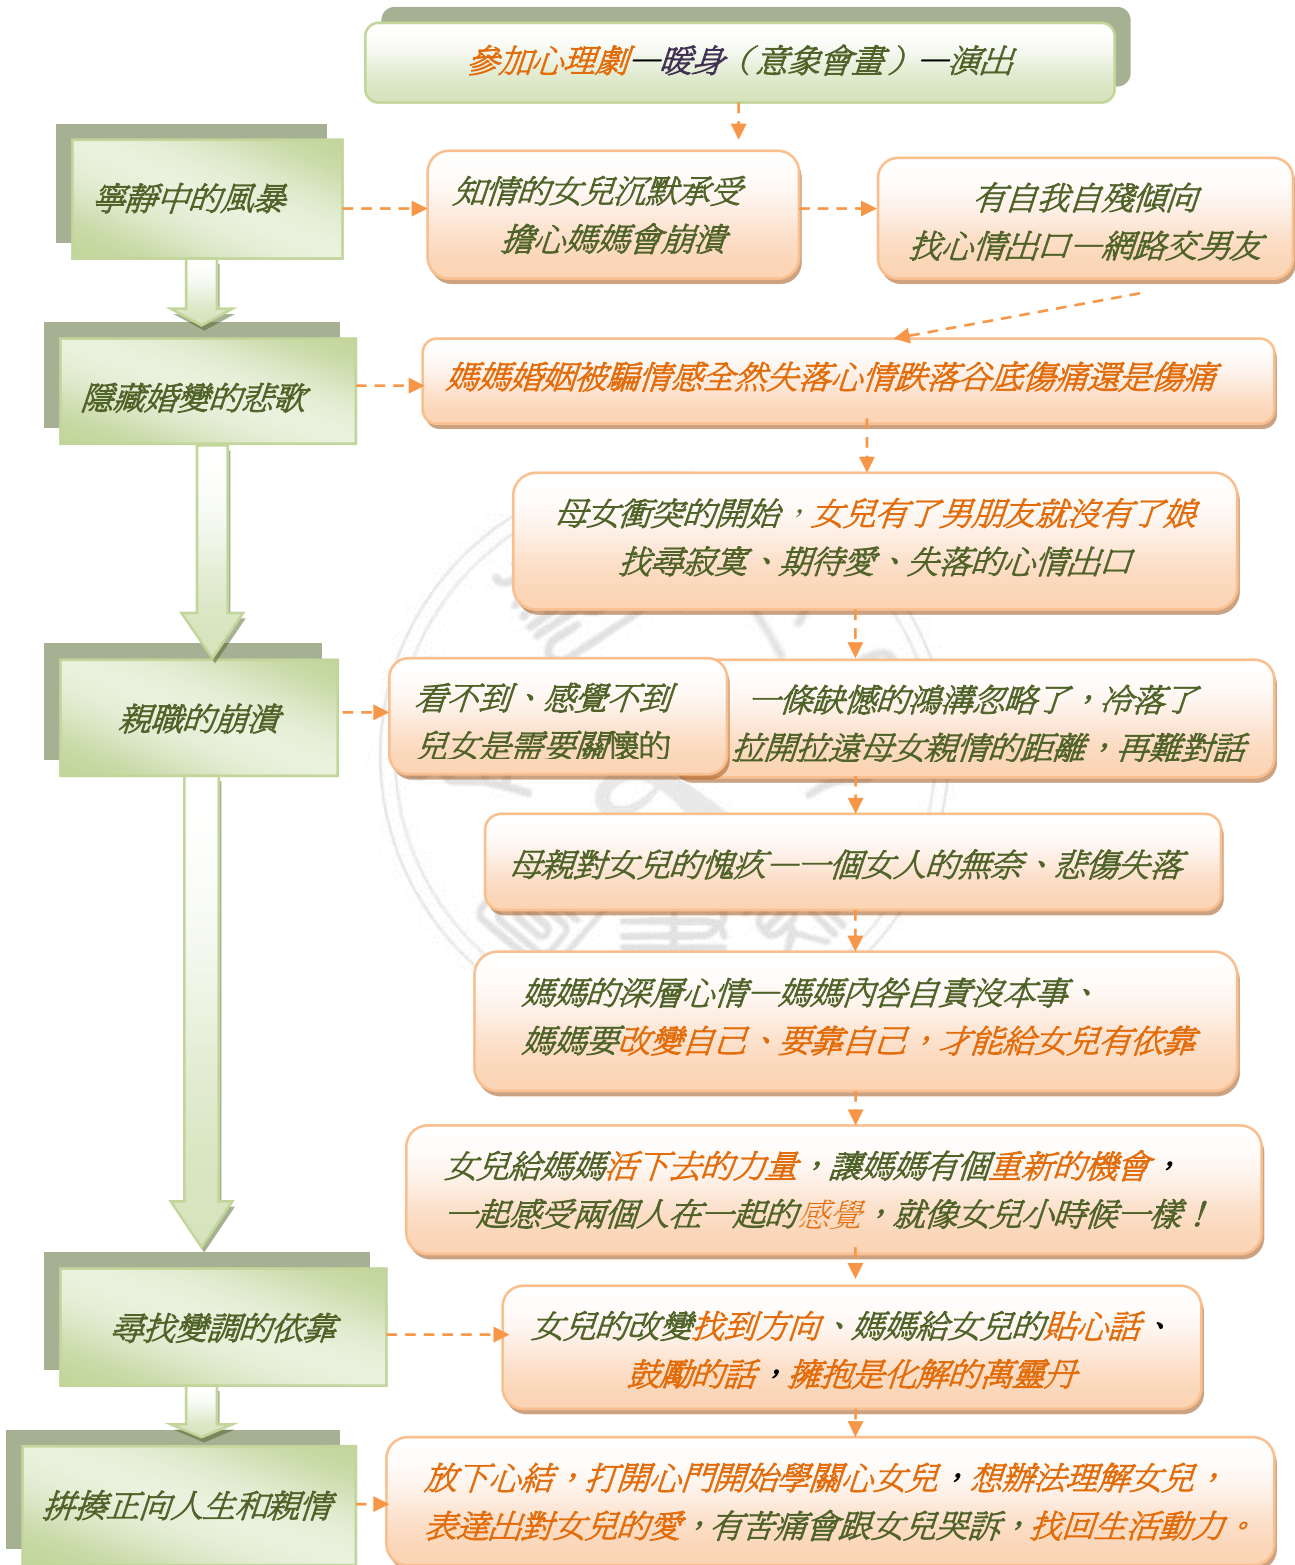 參加心理劇—暖身（意象會畫）—演出
寧靜中的風暴
知情的女兒沉默承受
擔心媽媽會崩潰
有自我自殘傾向
找心情出口—網路交男友
隱藏婚變的悲歌
媽媽婚姻被騙情感全然失落心情跌落谷底傷痛還是傷痛
母女衝突的開始，女兒有了男朋友就沒有了娘
找尋寂寞、期待愛、失落的心情出口
親職的崩潰
看不到、感覺不到
兒女是需要關懷的
一條缺憾的鴻溝忽略了，冷落了
拉開拉遠母女親情的距離，再難對話
母親對女兒的愧疚—一個女人的無奈、悲傷失落
媽媽的深層心情—媽媽內咎自責沒本事、
媽媽要改變自己、要靠自己，才能給女兒有依靠
女兒給媽媽活下去的力量，讓媽媽有個重新的機會，
一起感受兩個人在一起的感覺，就像女兒小時候一樣！
尋找變調的依靠
女兒的改變找到方向、媽媽給女兒的貼心話、
鼓勵的話，擁抱是化解的萬靈丹
拼揍正向人生和親情
放下心結，打開心門開始學關心女兒，想辦法理解女兒，
表達出對女兒的愛，有苦痛會跟女兒哭訴，找回生活動力。